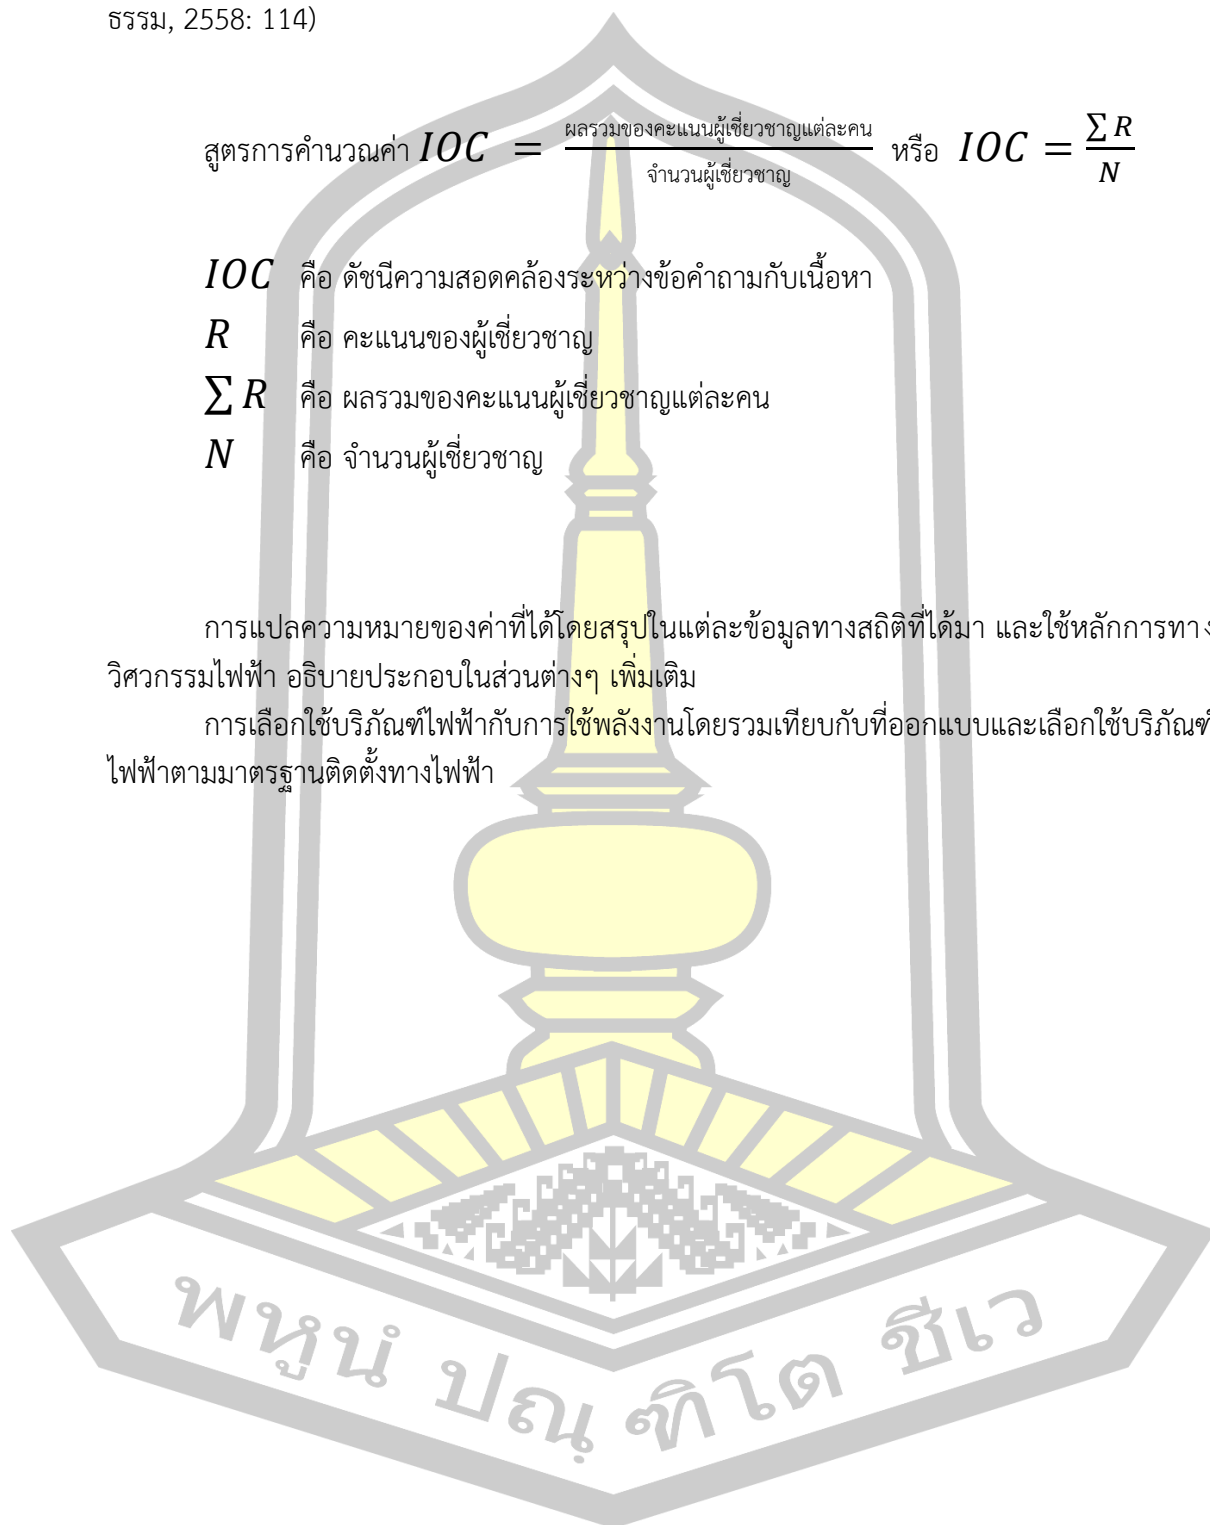 ธรรม, 2558: 114)
สูตรการคำนวณค่า IOC = ผลรวมของคะแนนผู้เชี่ยวชาญแต่ละคน / จำนวนผู้เชี่ยวชาญ หรือ IOC = ∑ R / N
IOC คือ ดัชนีความสอดคล้องระหว่างข้อคำถามกับเนื้อหา
R คือ คะแนนของผู้เชี่ยวชาญ
∑ R คือ ผลรวมของคะแนนผู้เชี่ยวชาญแต่ละคน
N คือ จำนวนผู้เชี่ยวชาญ
การแปลความหมายของค่าที่ได้โดยสรุปในแต่ละข้อมูลทางสถิติที่ได้มา และใช้หลักการทาง
วิศวกรรมไฟฟ้า อธิบายประกอบในส่วนต่างๆ เพิ่มเติม
การเลือกใช้บริภัณฑ์ไฟฟ้ากับการใช้พลังงานโดยรวมเทียบกับที่ออกแบบและเลือกใช้บริภัณฑ์
ไฟฟ้าตามมาตรฐานติดตั้งทางไฟฟ้า
พหูนํ ปณฺฑิโต ชีเว